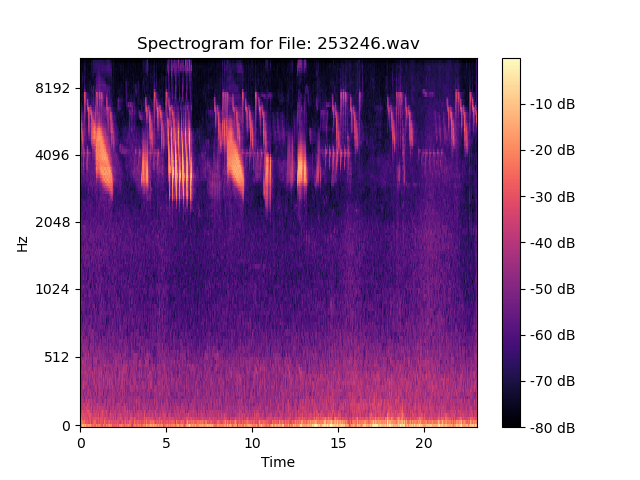 Spectrogram for File: 253246.wav
8192
4096
2048
1024
512
0
Hz
0 5 10 15 20
Time
-10 dB
-20 dB
-30 dB
-40 dB
-50 dB
-60 dB
-70 dB
-80 dB